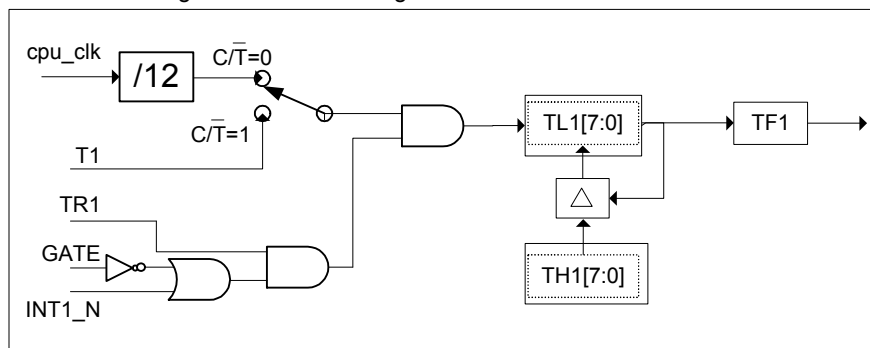 cpu_clk
/12
C/T̅=0
C/T̅=1
T1
TR1
GATE
INT1_N
TL1[7:0]
TF1
△
TH1[7:0]